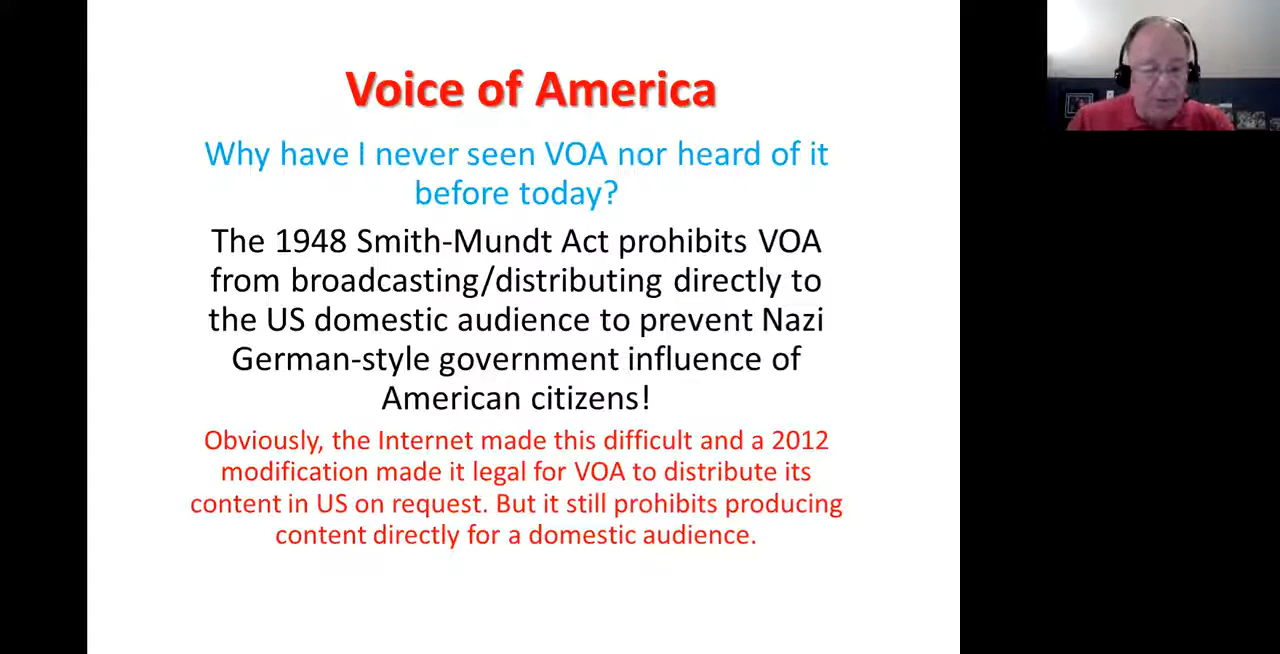 Voice of America
Why have I never seen VOA nor heard of it
before today?
The 1948 Smith-Mundt Act prohibits VOA
from broadcasting/distributing directly to
the US domestic audience to prevent Nazi
German-style government influence of
American citizens!
Obviously, the Internet made this difficult and a 2012
modification made it legal for VOA to distribute its
content in US on request. But it still prohibits producing
content directly for a domestic audience.